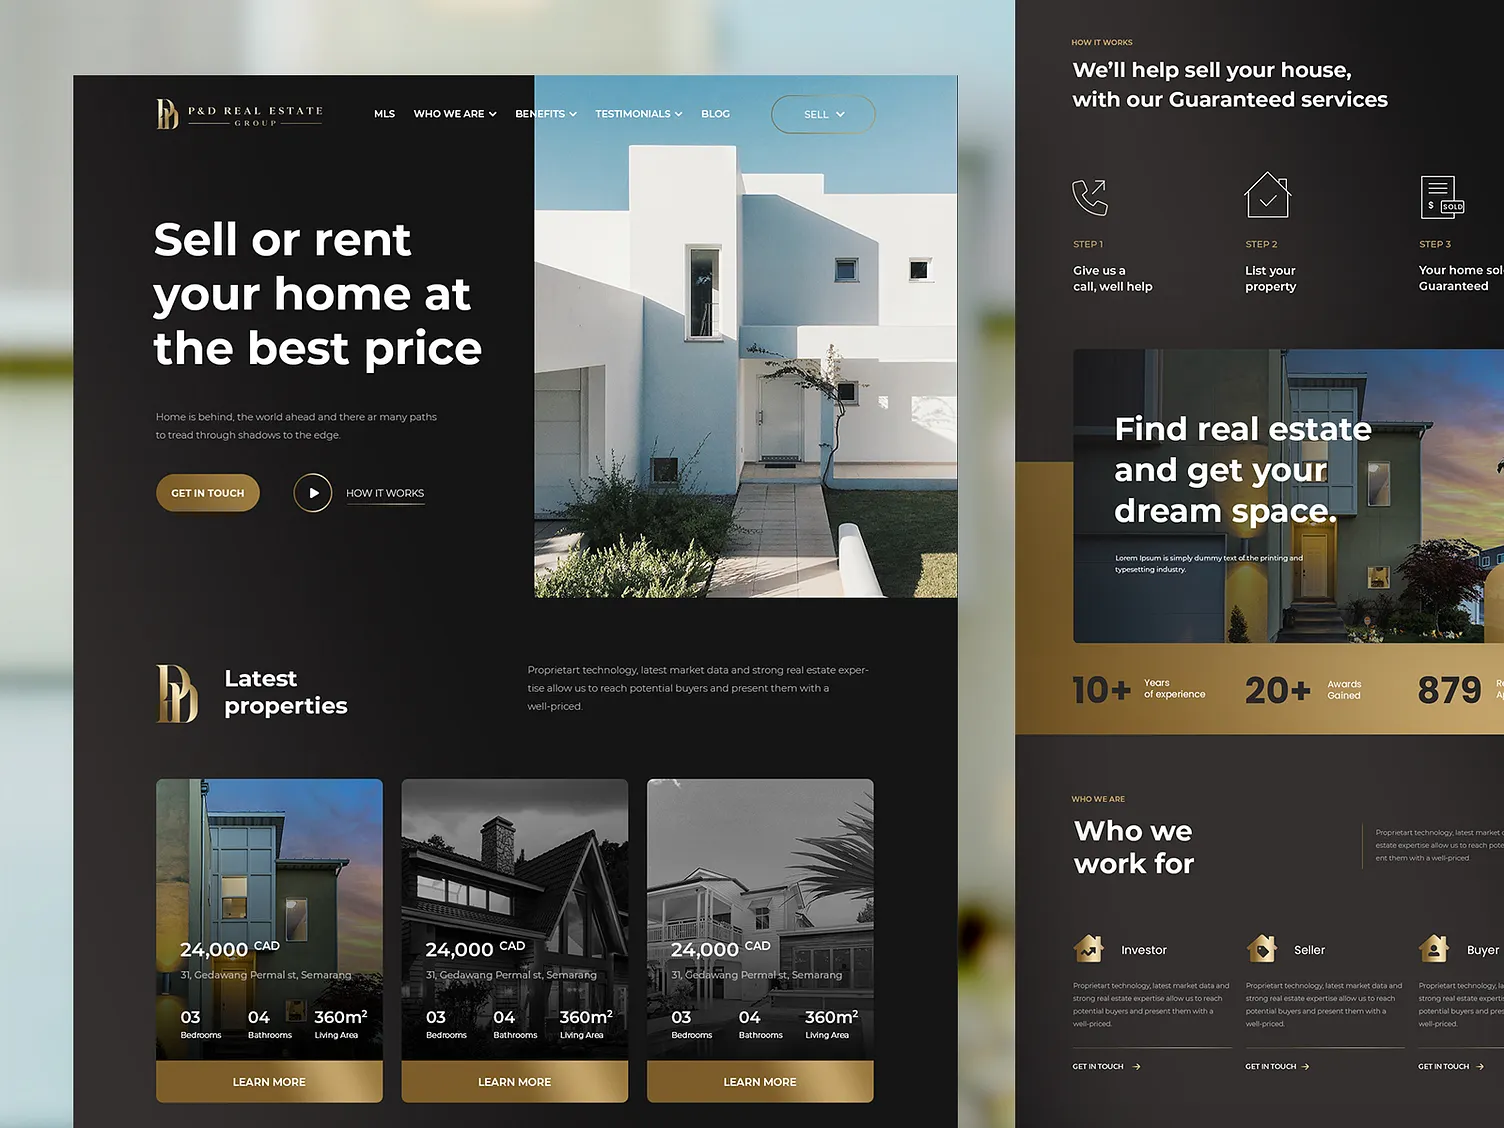 P&D REAL ESTATE
GROUP
MLS
WHO WE ARE
BENEFITS
TESTIMONIALS
BLOG
SELL
Sell or rent
your home at
the best price
Home is behind, the world ahead and there ar many paths
to tread through shadows to the edge.
GET IN TOUCH
HOW IT WORKS
Latest
properties
Proprietart technology, latest market data and strong real estate exper-
tise allow us to reach potential buyers and present them with a
well-priced.
24,000 CAD
31, Gedawang Permal st, Semarang
03
Bedrooms
04
Bathrooms
360m²
Living Area
LEARN MORE
24,000 CAD
31, Gedawang Permal st, Semarang
03
Bedrooms
04
Bathrooms
360m²
Living Area
LEARN MORE
24,000 CAD
31, Gedawang Permal st, Semarang
03
Bedrooms
04
Bathrooms
360m²
Living Area
LEARN MORE
HOW IT WORKS
We’ll help sell your house,
with our Guaranteed services
STEP 1
Give us a
call, well help
STEP 2
List your
property
$ SOLD
STEP 3
Your home sol
Guaranteed
Find real estate
and get your
dream space.
Lorem Ipsum is simply dummy text of the printing and
typesetting industry.
10+
Years
of experience
20+
Awards
Gained
879
WHO WE ARE
Who we
work for
Proprietart technology, latest market
estate expertise allow us to reach pote
ent them with a well-priced
Investor
Proprietart technology, latest market data and
strong real estate expertise allow us to reach
potential buyers and present them with a
well-priced.
GET IN TOUCH
Seller
Proprietart technology, latest market data and
strong real estate expertise allow us to reach
potential buyers and present them with a
well-priced.
GET IN TOUCH
Buyer
Proprietart technology, la
strong real estate experti
potential buyers and pres
well-priced.
GET IN TOUCH